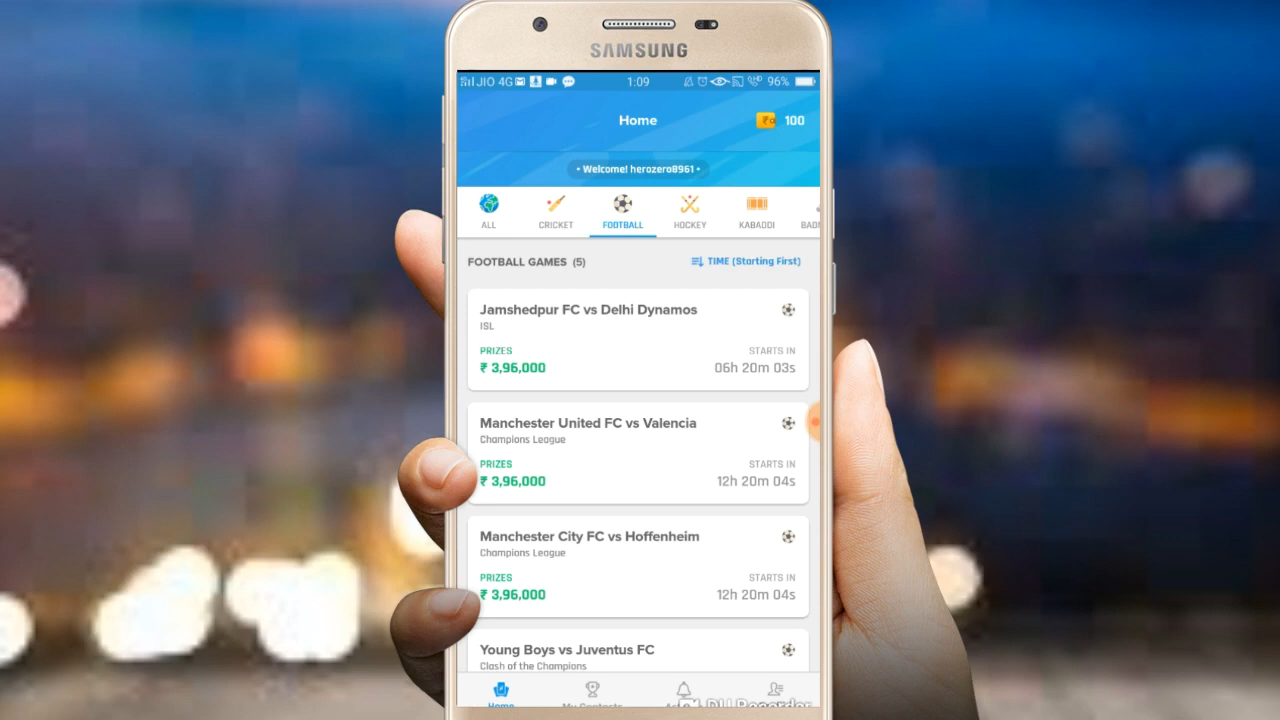 SAMSUNG
JIO 4G 1:09 96%
Home 100
• Welcome! herozero8961 •
ALL CRICKET FOOTBALL HOCKEY KABADDI
FOOTBALL GAMES (5) TIME (Starting First)
Jamshedpur FC vs Delhi Dynamos
ISL
PRIZES STARTS IN
₹ 3,96,000 06h 20m 03s
Manchester United FC vs Valencia
Champions League
PRIZES STARTS IN
₹ 3,96,000 12h 20m 04s
Manchester City FC vs Hoffenheim
Champions League
PRIZES STARTS IN
₹ 3,96,000 12h 20m 04s
Young Boys vs Juventus FC
Clash of the Champions
Home My Contests
DU Recorder